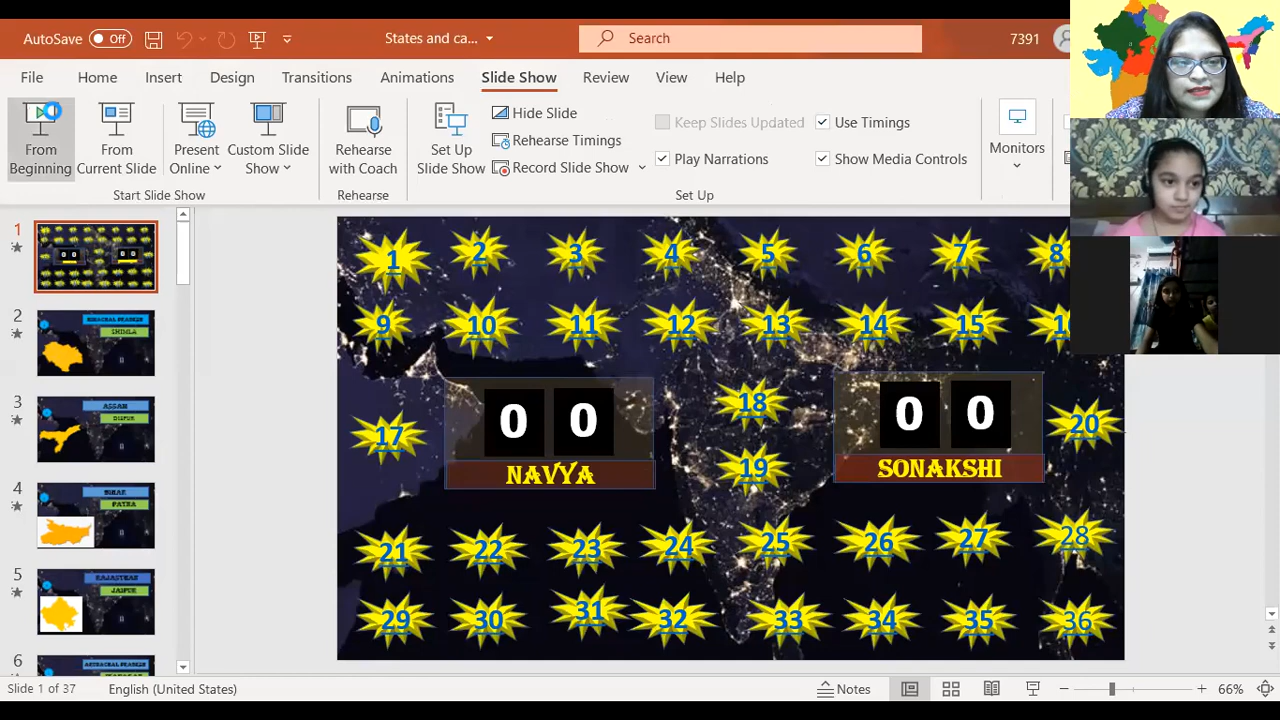 AutoSave Off States and ca... Search 7391
File Home Insert Design Transitions Animations Slide Show Review View Help
From Beginning
From Current Slide
Present Online
Custom Slide Show
Start Slide Show
Rehearse with Coach
Rehearse
Set Up Slide Show
Hide Slide
Rehearse Timings
Record Slide Show
Keep Slides Updated
Play Narrations
Use Timings
Show Media Controls
Set Up
Monitors
1
2
HIMACHAL PRADESH
SHIMLA
3
ASSAM
DISPUR
4
BIHAR
PATNA
5
RAJASTHAN
JAIPUR
6
1 2 3 4 5 6 7 8
9 10 11 12 13 14 15
17 0 0 18 0 0 20
NAVYA 19 SONAKSHI
21 22 23 24 25 26 27 28
29 30 31 32 33 34 35 36
Slide 1 of 37 English (United States) Notes 66%